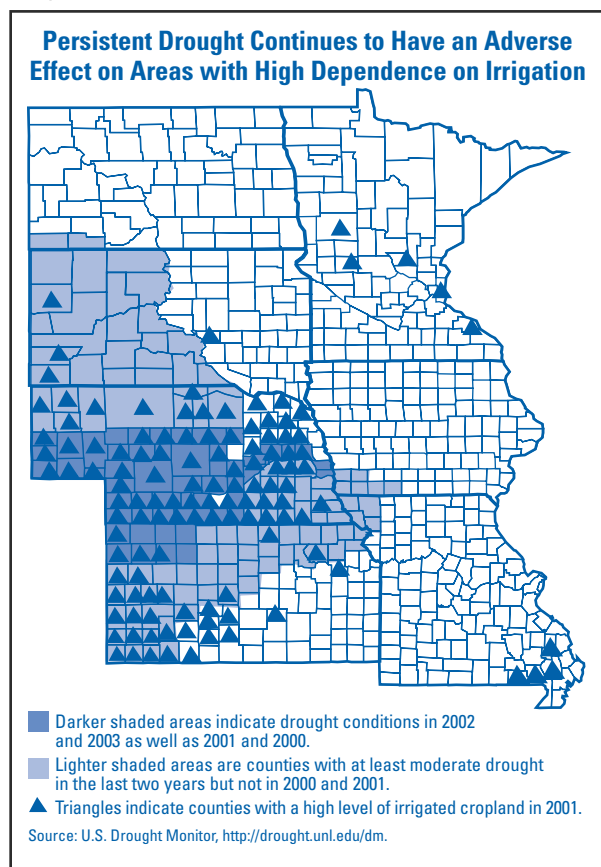 Persistent Drought Continues to Have an Adverse
Effect on Areas with High Dependence on Irrigation
Darker shaded areas indicate drought conditions in 2002
and 2003 as well as 2001 and 2000.
Lighter shaded areas are counties with at least moderate drought
in the last two years but not in 2000 and 2001.
Triangles indicate counties with a high level of irrigated cropland in 2001.
Source: U.S. Drought Monitor, http://drought.unl.edu/dm.